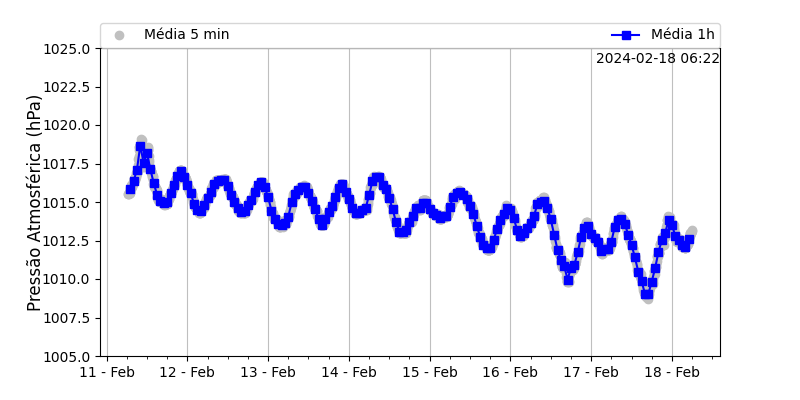 Média 5 min
Média 1h
2024-02-18 06:22
Pressão Atmosférica (hPa)
1025.0
1022.5
1020.0
1017.5
1015.0
1012.5
1010.0
1007.5
1005.0
11 - Feb
12 - Feb
13 - Feb
14 - Feb
15 - Feb
16 - Feb
17 - Feb
18 - Feb